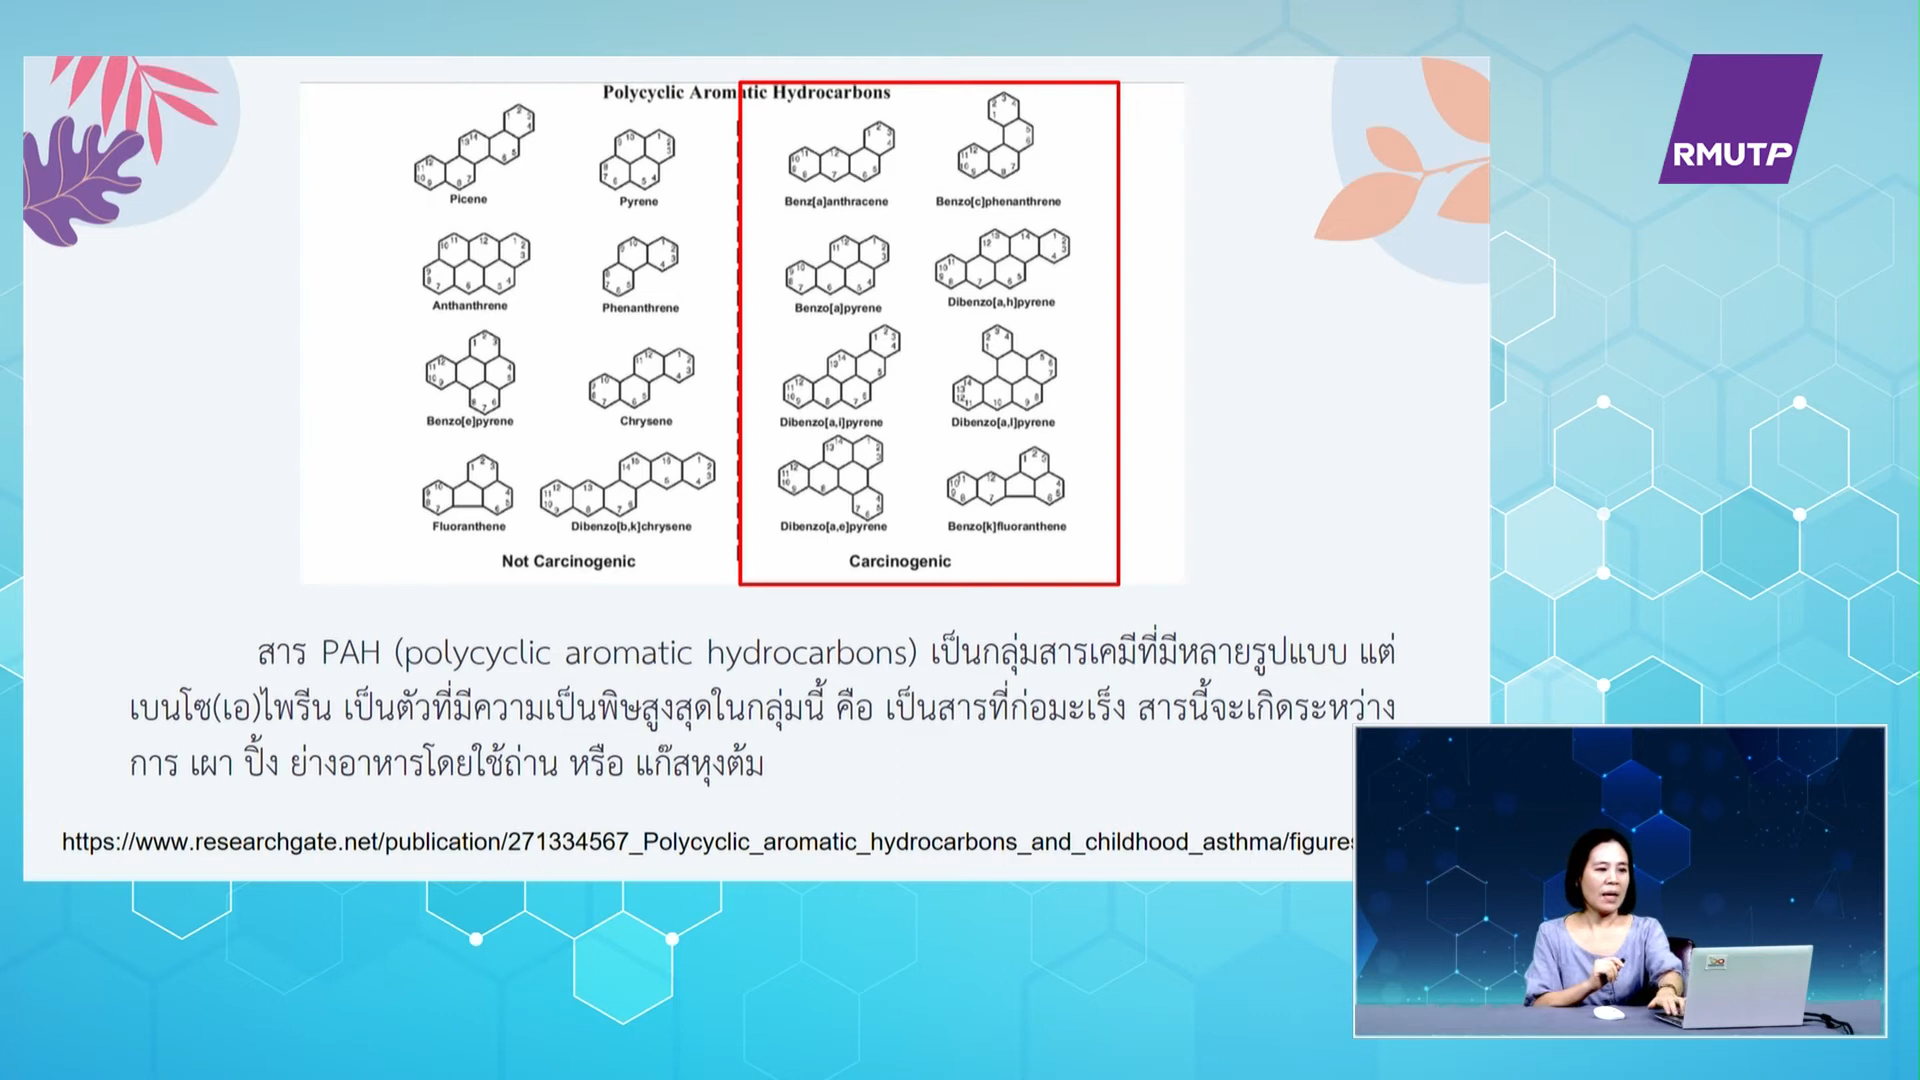 Polycyclic Aromatic Hydrocarbons
Picene
Pyrene
Benz[a]anthracene
Benzo[c]phenanthrene
Anthanthrene
Phenanthrene
Benzo[a]pyrene
Dibenzo[a,h]pyrene
Benzo[e]pyrene
Chrysene
Dibenzo[a,i]pyrene
Dibenzo[a,l]pyrene
Fluoranthene
Dibenzo[b,k]chrysene
Dibenzo[a,e]pyrene
Benzo[k]fluoranthene
Not Carcinogenic
Carcinogenic
สาร PAH (polycyclic aromatic hydrocarbons) เป็นกลุ่มสารเคมีที่มีหลายรูปแบบ แต่
เบนโซ(เอ)ไพรีน เป็นตัวที่มีความเป็นพิษสูงสุดในกลุ่มนี้ คือ เป็นสารที่ก่อมะเร็ง สารนี้จะเกิดระหว่าง
การ เผา ปิ้ง ย่างอาหารโดยใช้ถ่าน หรือ แก๊สหุงต้ม
https://www.researchgate.net/publication/271334567_Polycyclic_aromatic_hydrocarbons_and_childhood_asthma/figures
RMUTP